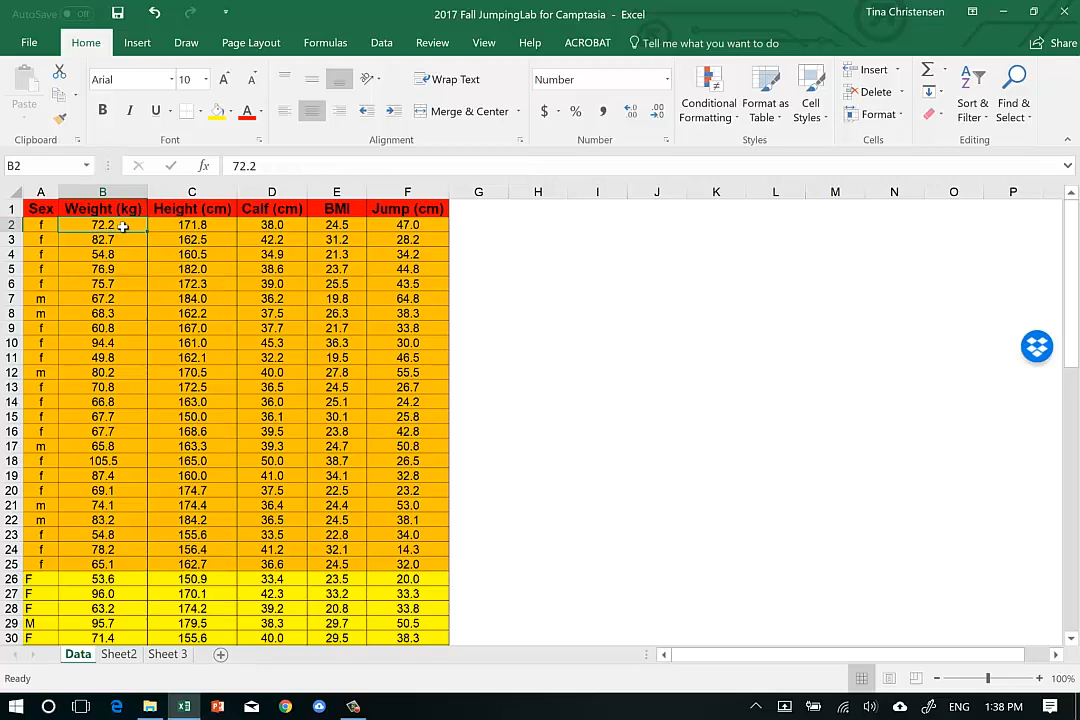 AutoSave Off 2017 Fall JumpingLab for Camptasia - Excel Tina Christensen
File Home Insert Draw Page Layout Formulas Data Review View Help ACROBAT Tell me what you want to do Share
Paste Arial 10 A A Wrap Text Number Conditional Formatting Format as Table Cell Styles Insert Delete Format Sort & Filter Find & Select
B I U A Merge & Center $ % ,
Clipboard Font Alignment Number Styles Cells Editing
B2 fx 72.2
A B C D E F G H I J K L M N O P
1 Sex Weight (kg) Height (cm) Calf (cm) BMI Jump (cm)
2 f 72.2 171.8 38.0 24.5 47.0
3 f 82.7 162.5 42.2 31.2 28.2
4 f 54.8 160.5 34.9 21.3 34.2
5 f 76.9 182.0 38.6 23.7 44.8
6 f 75.7 172.3 39.0 25.5 43.5
7 m 67.2 184.0 36.2 19.8 64.8
8 m 68.3 162.2 37.5 26.3 38.3
9 f 60.8 167.0 37.7 21.7 33.8
10 f 94.4 161.0 45.3 36.3 30.0
11 f 49.8 162.1 32.2 19.5 46.5
12 m 80.2 170.5 40.0 27.8 55.5
13 f 70.8 172.5 36.5 24.5 26.7
14 f 66.8 163.0 36.0 25.1 24.2
15 f 67.7 150.0 36.1 30.1 25.8
16 f 67.7 168.6 39.5 23.8 42.8
17 m 65.8 163.3 39.3 24.7 50.8
18 f 105.5 165.0 50.0 38.7 26.5
19 f 87.4 160.0 41.0 34.1 32.8
20 f 69.1 174.7 37.5 22.5 23.2
21 m 74.1 174.4 36.4 24.4 53.0
22 m 83.2 184.2 36.5 24.5 38.1
23 f 54.8 155.6 33.5 22.8 34.0
24 f 78.2 156.4 41.2 32.1 14.3
25 f 65.1 162.7 36.6 24.5 32.0
26 F 53.6 150.9 33.4 23.5 20.0
27 F 96.0 170.1 42.3 33.2 33.3
28 F 63.2 174.2 39.2 20.8 33.8
29 M 95.7 179.5 38.3 29.7 50.5
30 F 71.4 155.6 40.0 29.5 38.3
Data Sheet2 Sheet 3
Ready 100%
ENG 1:38 PM